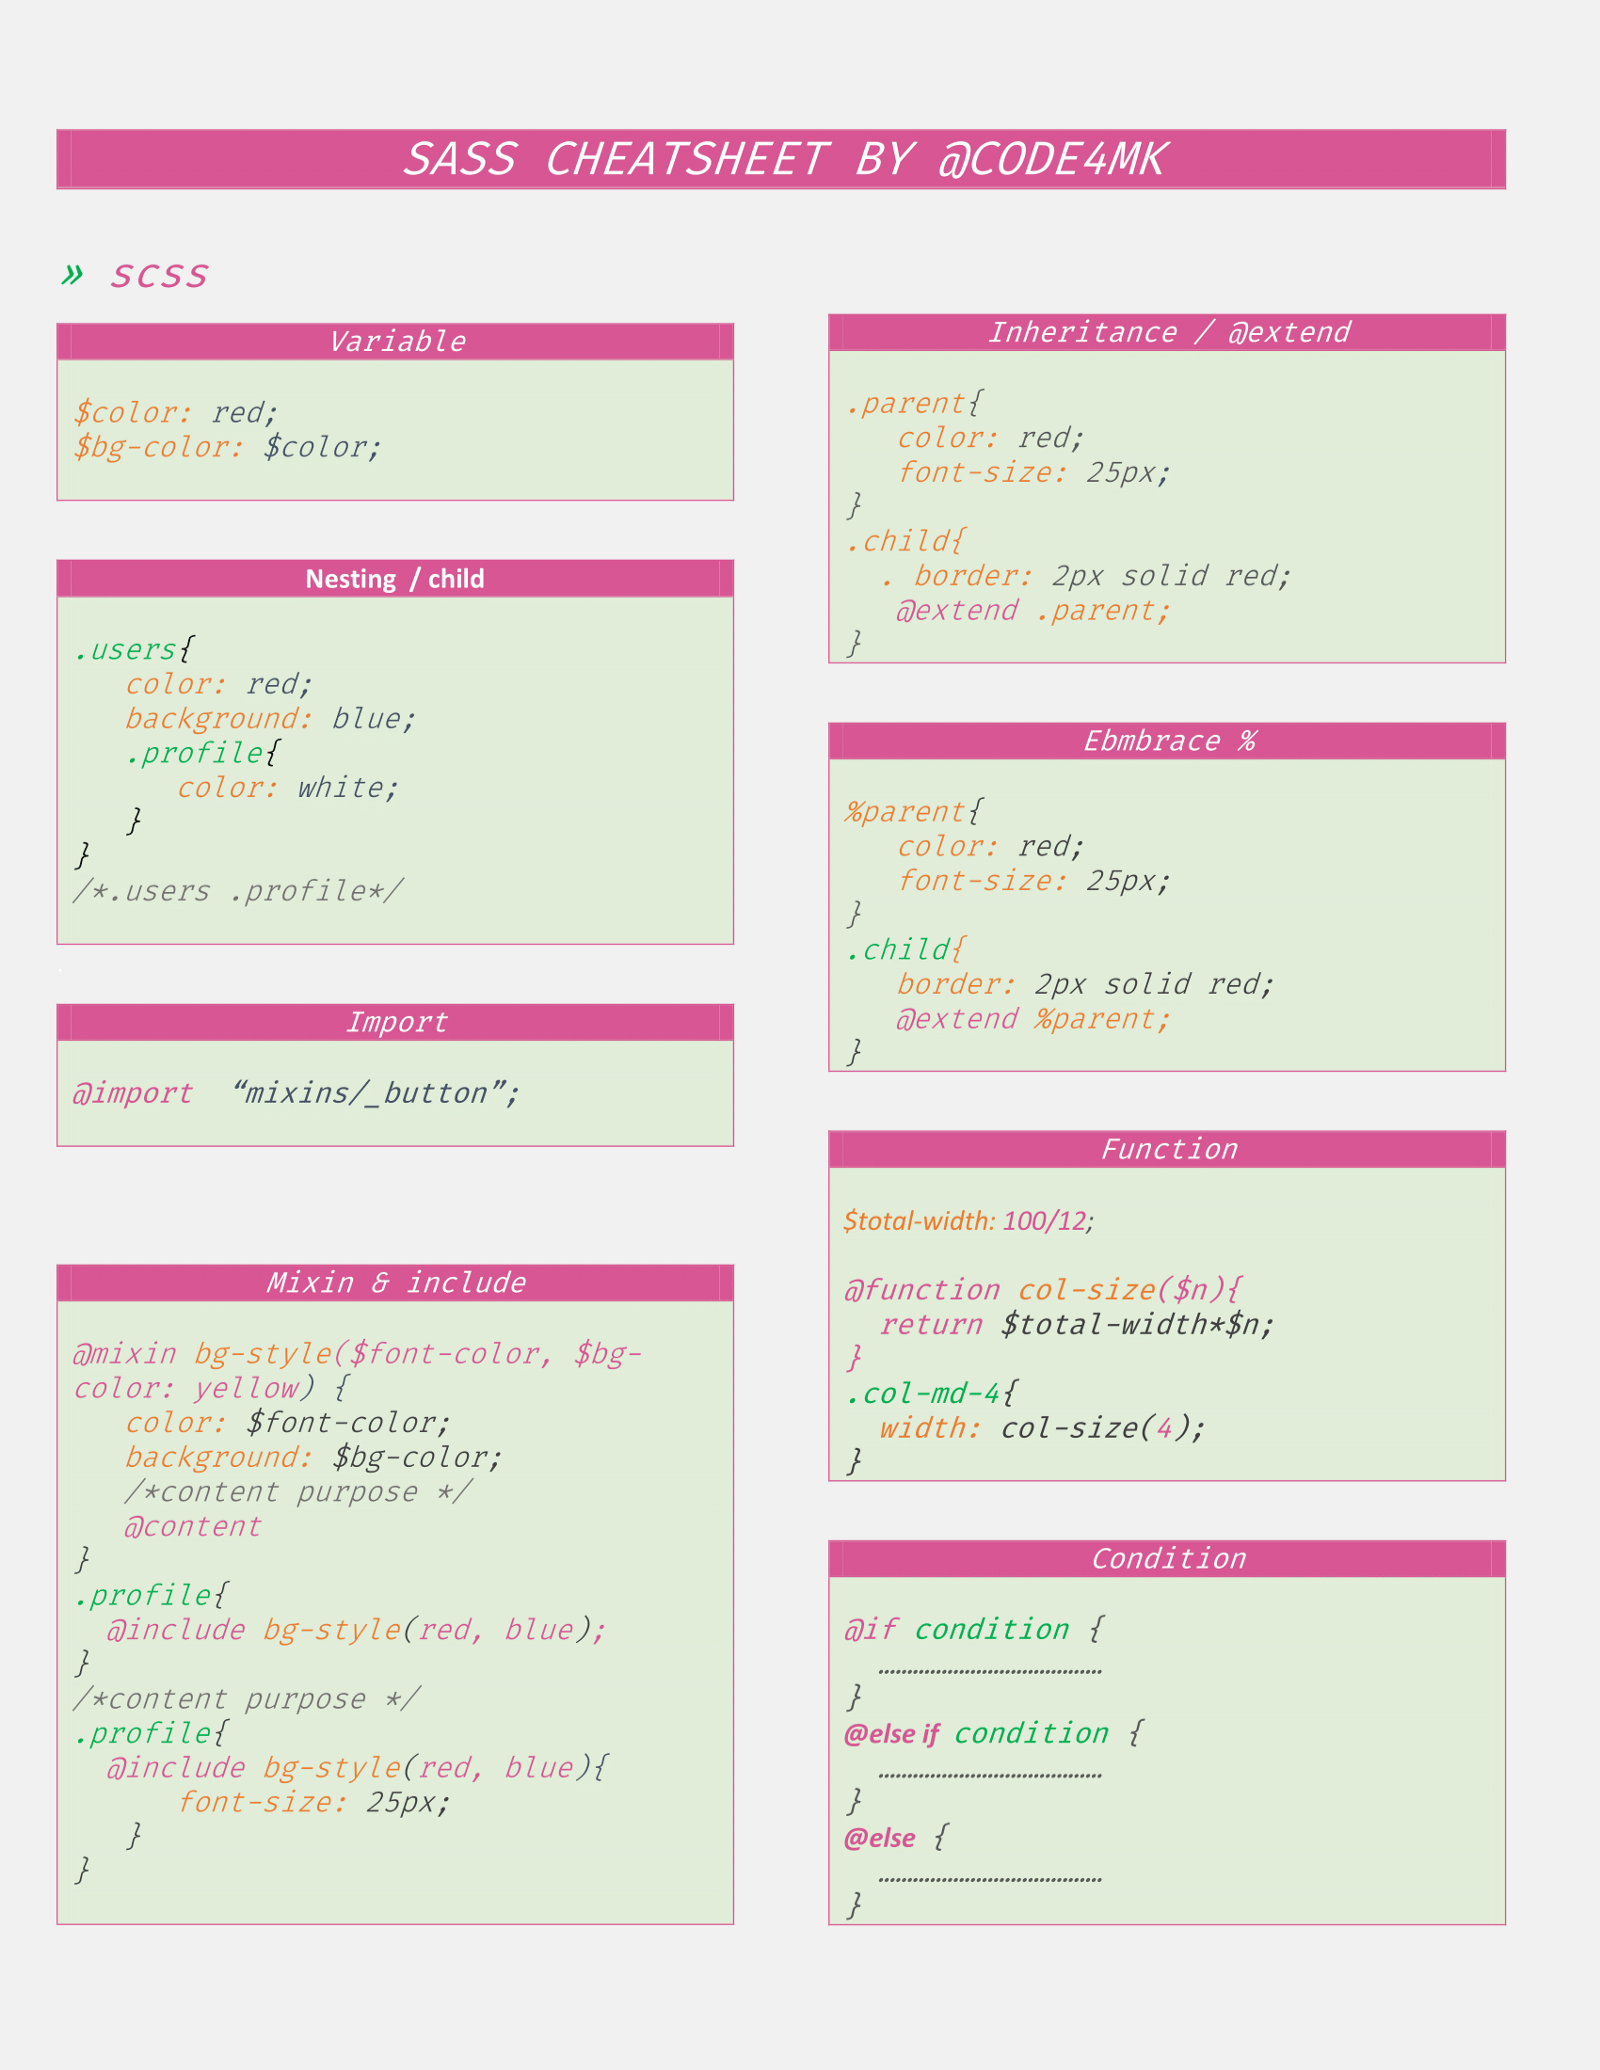 SASS CHEATSHEET BY @CODE4MK
» scss
Variable
$color: red;
$bg-color: $color;
Nesting / child
.users{
color: red;
background: blue;
.profile{
color: white;
}
}
/*.users .profile*/
Import
@import “mixins/_button”;
Mixin & include
@mixin bg-style($font-color, $bg-
color: yellow) {
color: $font-color;
background: $bg-color;
/*content purpose */
@content
}
.profile{
@include bg-style(red, blue);
}
/*content purpose */
.profile{
@include bg-style(red, blue){
font-size: 25px;
}
}
Inheritance / @extend
.parent{
color: red;
font-size: 25px;
}
.child{
. border: 2px solid red;
@extend .parent;
}
Ebmbrace %
%parent{
color: red;
font-size: 25px;
}
.child{
border: 2px solid red;
@extend %parent;
}
Function
$total-width: 100/12;
@function col-size($n){
return $total-width*$n;
}
.col-md-4{
width: col-size(4);
}
Condition
@if condition {
.......................................
}
@else if condition {
.......................................
}
@else {
.......................................
}